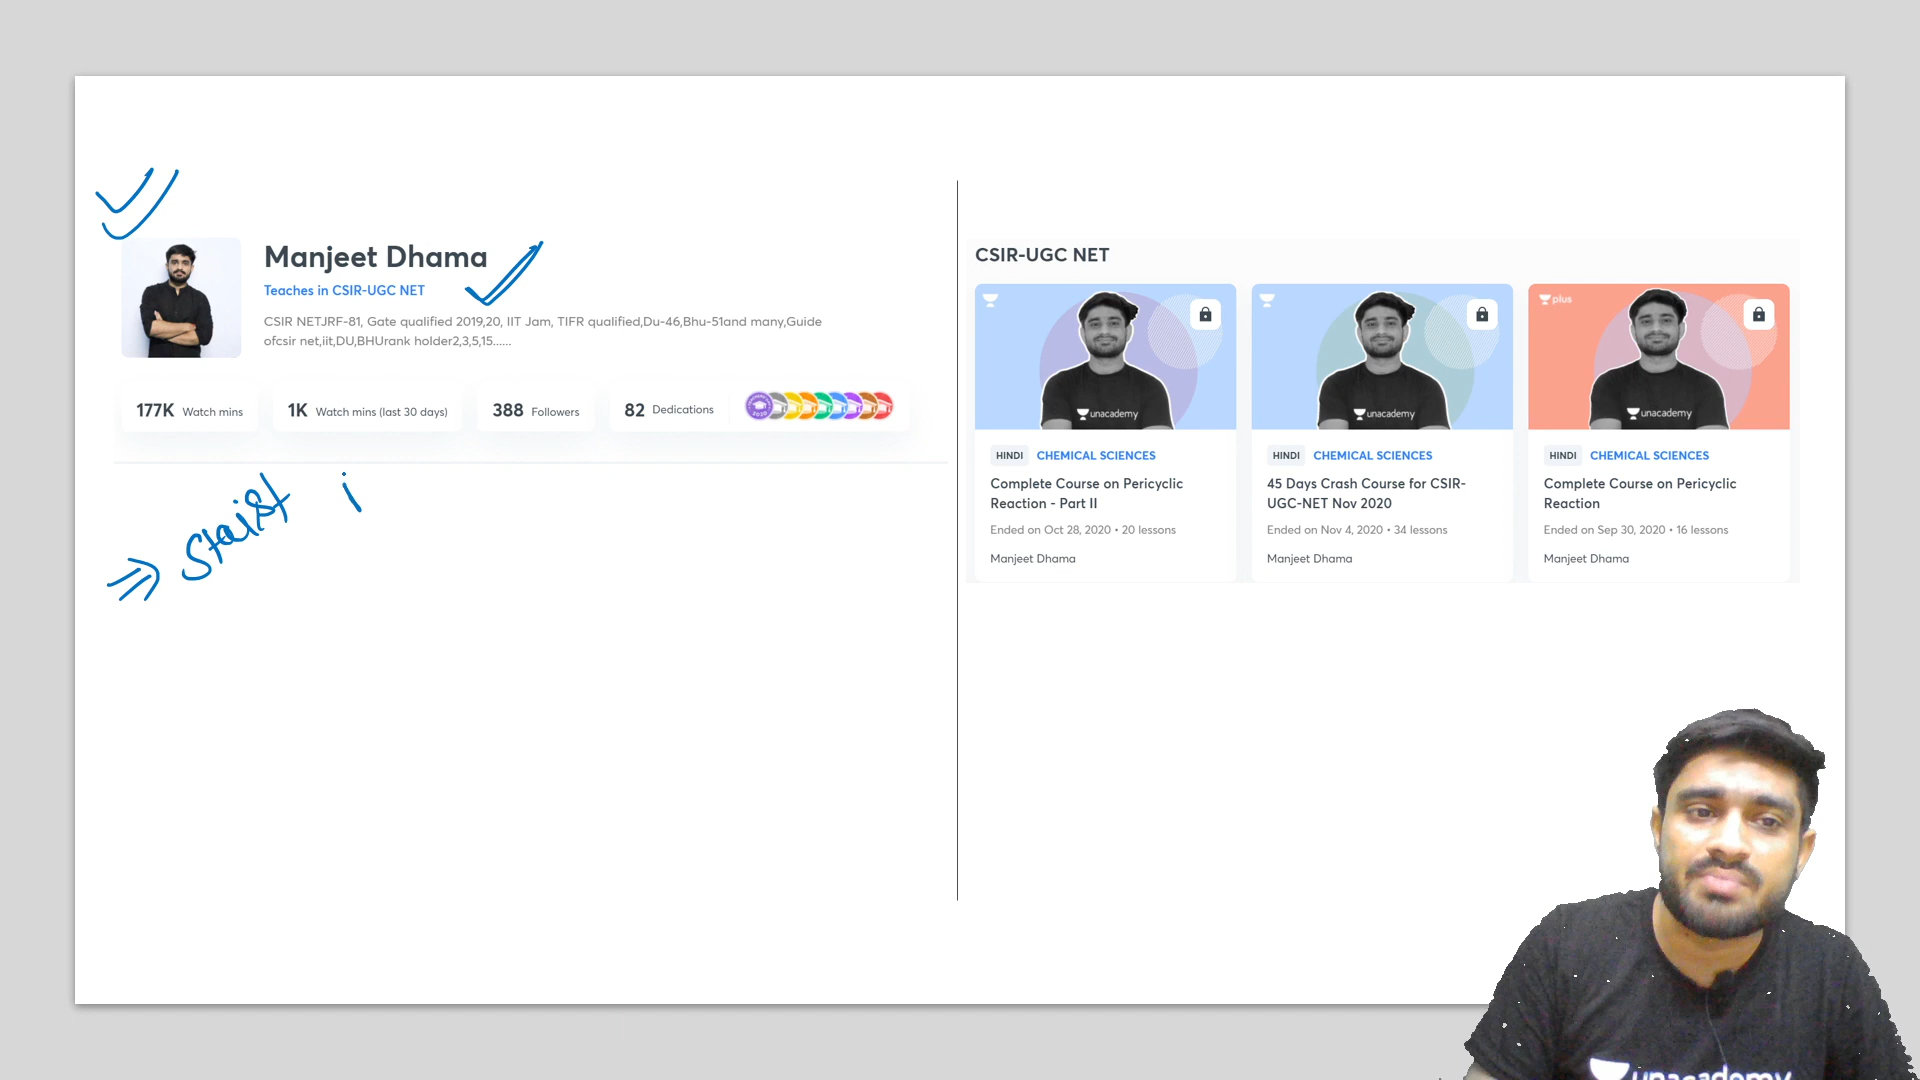 Manjeet Dhama
Teaches in CSIR-UGC NET
CSIR NETJRF-81, Gate qualified 2019,20, IIT Jam, TIFR qualified,Du-46,Bhu-51and many,Guide
ofcsir net,iit,DU,BHUrank holder2,3,5,15......
177K Watch mins
1K Watch mins (last 30 days)
388 Followers
82 Dedications
i
CSIR-UGC NET
plus
unacademy
unacademy
unacademy
HINDI CHEMICAL SCIENCES
Complete Course on Pericyclic
Reaction - Part II
Ended on Oct 28, 2020 • 20 lessons
Manjeet Dhama
HINDI CHEMICAL SCIENCES
45 Days Crash Course for CSIR-
UGC-NET Nov 2020
Ended on Nov 4, 2020 • 34 lessons
Manjeet Dhama
HINDI CHEMICAL SCIENCES
Complete Course on Pericyclic
Reaction
Ended on Sep 30, 2020 • 16 lessons
Manjeet Dhama
unacademy